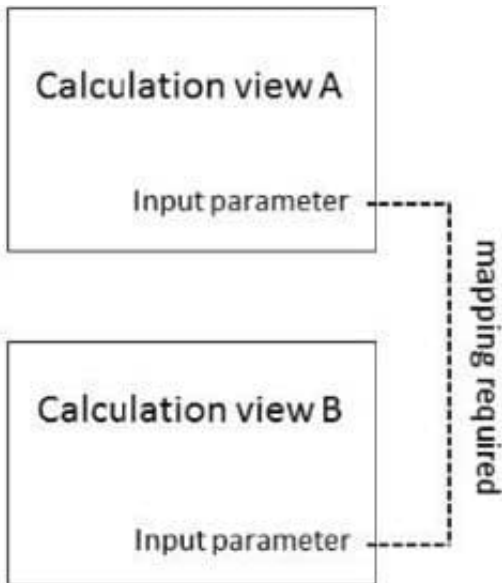 Calculation view A
Input parameter
mapping required
Calculation view B
Input parameter